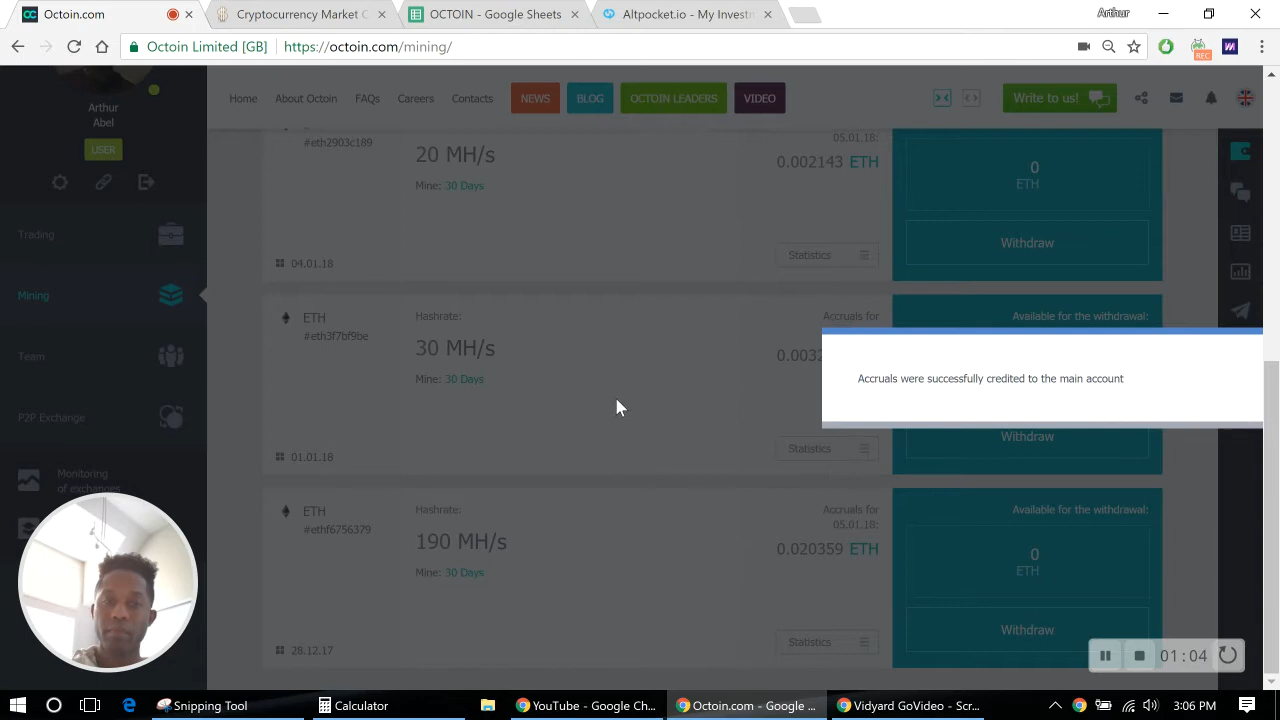 Octoin.com
Cryptocurrency Market C
OCTOIN - Google Sheets
Altpocket.io - My Investm
Arthur
Octoin Limited [GB]
https://octoin.com/mining/
REC
Arthur
Abel
USER
Home
About Octoin
FAQs
Careers
Contacts
NEWS
BLOG
OCTOIN LEADERS
VIDEO
Write to us!
Trading
Mining
Team
P2P Exchange
Monitoring
of exchanges
#eth2903c189
20 MH/s
Mine: 30 Days
04.01.18
05.01.18:
0.002143 ETH
Statistics
0
ETH
Withdraw
ETH
#eth3f7bf9be
Hashrate:
30 MH/s
Mine: 30 Days
01.01.18
Accruals for
0.0032
Statistics
Available for the withdrawal:
Accruals were successfully credited to the main account
Withdraw
ETH
#ethf6756379
Hashrate:
190 MH/s
Mine: 30 Days
28.12.17
Accruals for
05.01.18:
0.020359 ETH
Statistics
Available for the withdrawal:
0
ETH
Withdraw
01:04
Snipping Tool
Calculator
YouTube - Google Ch...
Octoin.com - Google ...
Vidyard GoVideo - Scr...
3:06 PM